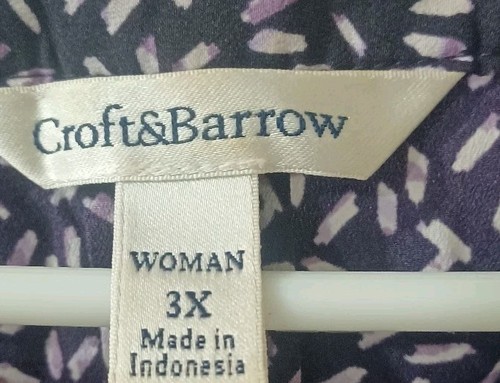 Croft&Barrow
WOMAN
3X
Made in
Indonesia